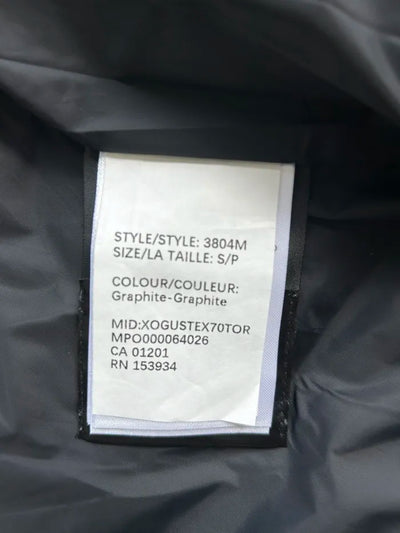 STYLE/STYLE: 3804M
SIZE/LA TAILLE: S/P
COLOUR/COULEUR:
Graphite-Graphite
MID:XOGUSTEX70TOR
MPO000064026
CA 01201
RN 153934